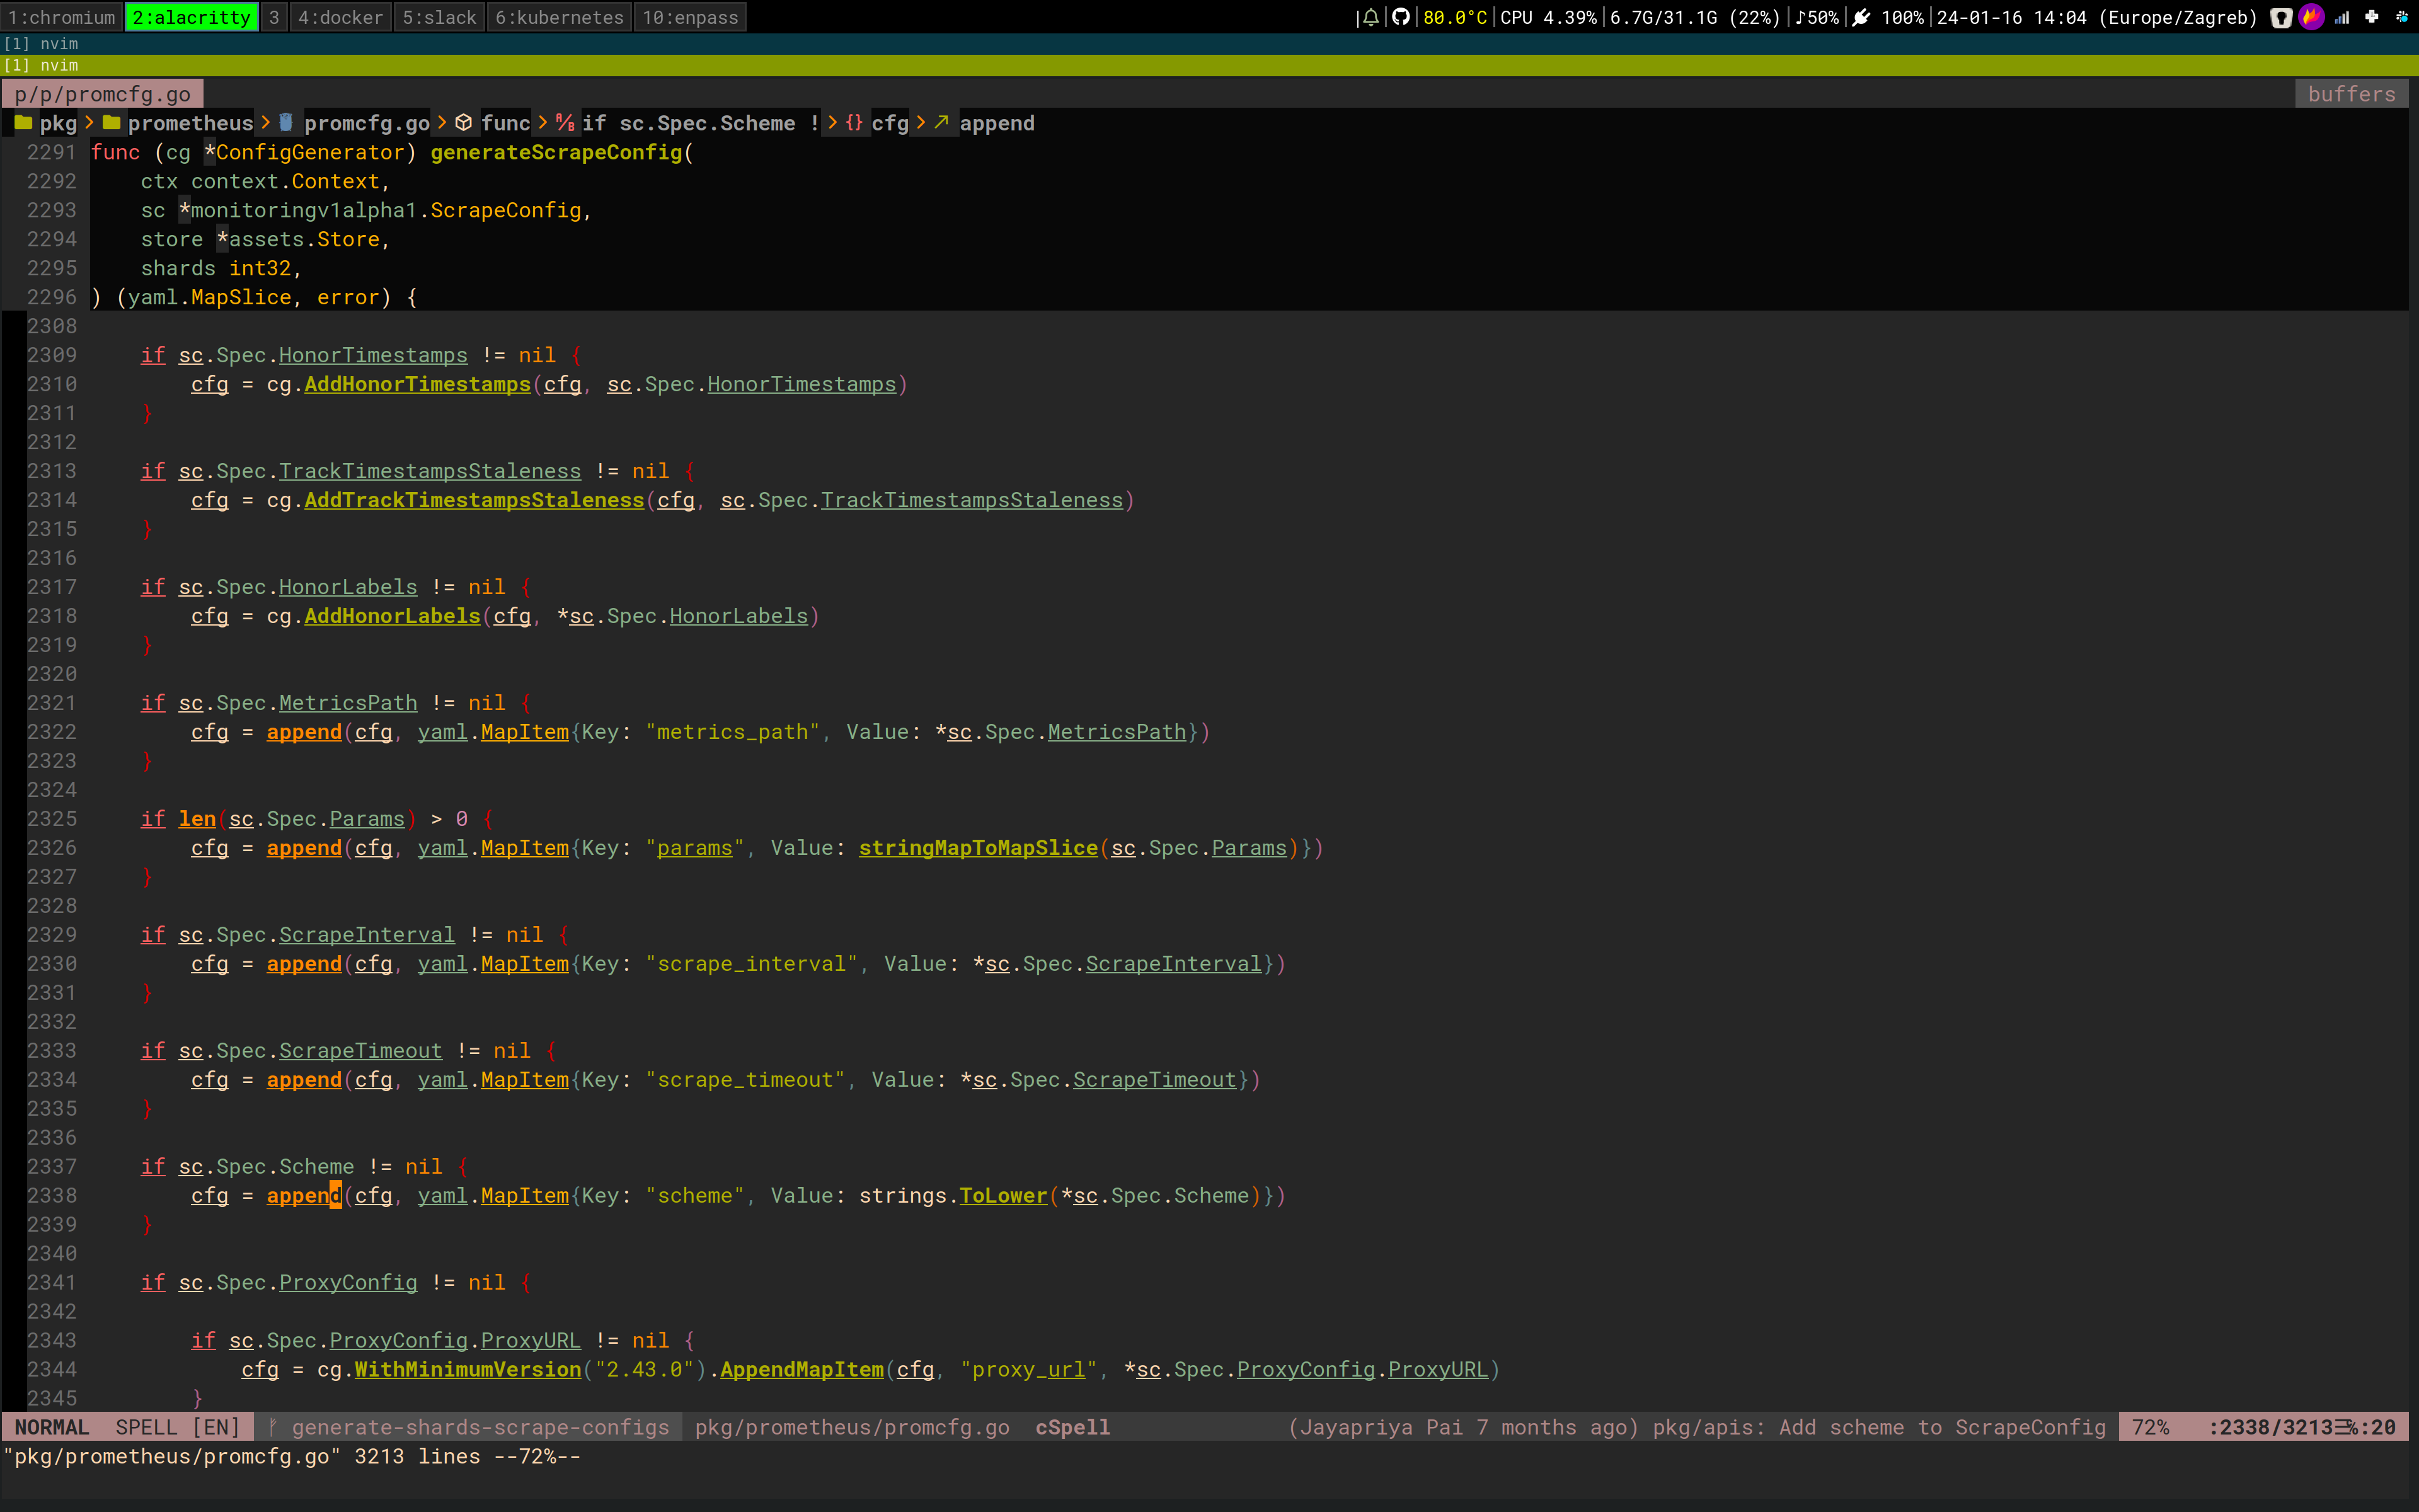 1:chromium 2:alacritty 3 4:docker 5:slack 6:kubernetes 10:enpass 80.0°C CPU 4.39% 6.7G/31.1G (22%) ♪50% 100% 24-01-16 14:04 (Europe/Zagreb)
[1] nvim
[1] nvim
p/p/promcfg.go buffers
pkg > prometheus > promcfg.go > func > if sc.Spec.Scheme ! > {} cfg > append
2291 func (cg *ConfigGenerator) generateScrapeConfig(
2292     ctx context.Context,
2293     sc *monitoringv1alpha1.ScrapeConfig,
2294     store *assets.Store,
2295     shards int32,
2296 ) (yaml.MapSlice, error) {
2308
2309     if sc.Spec.HonorTimestamps != nil {
2310         cfg = cg.AddHonorTimestamps(cfg, sc.Spec.HonorTimestamps)
2311     }
2312
2313     if sc.Spec.TrackTimestampsStaleness != nil {
2314         cfg = cg.AddTrackTimestampsStaleness(cfg, sc.Spec.TrackTimestampsStaleness)
2315     }
2316
2317     if sc.Spec.HonorLabels != nil {
2318         cfg = cg.AddHonorLabels(cfg, *sc.Spec.HonorLabels)
2319     }
2320
2321     if sc.Spec.MetricsPath != nil {
2322         cfg = append(cfg, yaml.MapItem{Key: "metrics_path", Value: *sc.Spec.MetricsPath})
2323     }
2324
2325     if len(sc.Spec.Params) > 0 {
2326         cfg = append(cfg, yaml.MapItem{Key: "params", Value: stringMapToMapSlice(sc.Spec.Params)})
2327     }
2328
2329     if sc.Spec.ScrapeInterval != nil {
2330         cfg = append(cfg, yaml.MapItem{Key: "scrape_interval", Value: *sc.Spec.ScrapeInterval})
2331     }
2332
2333     if sc.Spec.ScrapeTimeout != nil {
2334         cfg = append(cfg, yaml.MapItem{Key: "scrape_timeout", Value: *sc.Spec.ScrapeTimeout})
2335     }
2336
2337     if sc.Spec.Scheme != nil {
2338         cfg = append(cfg, yaml.MapItem{Key: "scheme", Value: strings.ToLower(*sc.Spec.Scheme)})
2339     }
2340
2341     if sc.Spec.ProxyConfig != nil {
2342
2343         if sc.Spec.ProxyConfig.ProxyURL != nil {
2344             cfg = cg.WithMinimumVersion("2.43.0").AppendMapItem(cfg, "proxy_url", *sc.Spec.ProxyConfig.ProxyURL)
2345         }
NORMAL SPELL [EN] generate-shards-scrape-configs pkg/prometheus/promcfg.go cSpell (Jayapriya Pai 7 months ago) pkg/apis: Add scheme to ScrapeConfig 72% :2338/3213☰℅:20
"pkg/prometheus/promcfg.go" 3213 lines --72%--